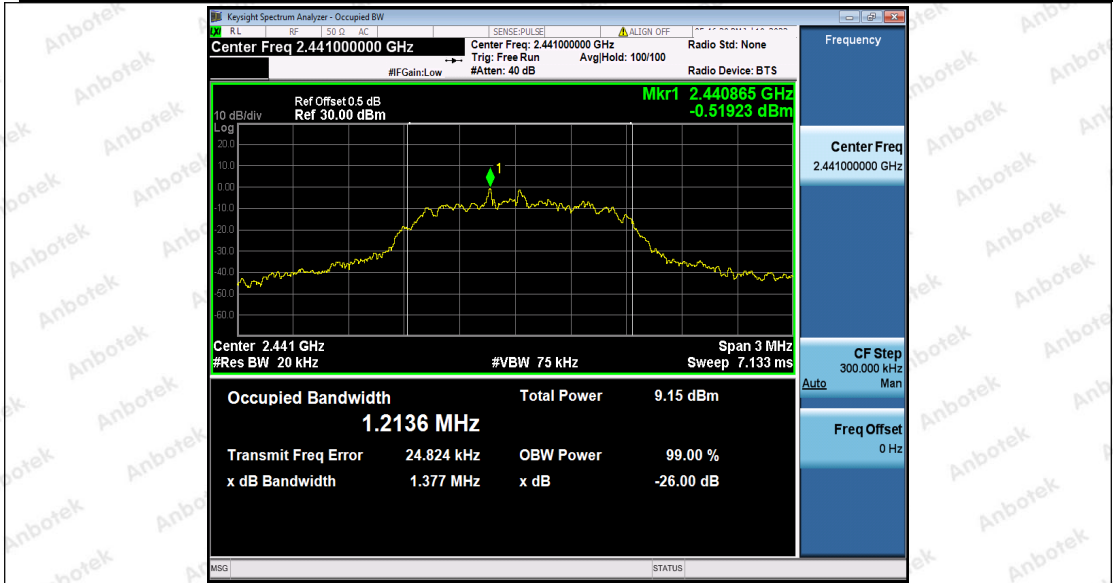 Keysight Spectrum Analyzer - Occupied BW
RL RF 50 Ω AC SENSE:PULSE ALIGN OFF
Center Freq 2.441000000 GHz
Center Freq: 2.441000000 GHz Radio Std: None
Trig: Free Run Avg|Hold: 100/100
#IFGain:Low #Atten: 40 dB Radio Device: BTS
Frequency
Mkr1 2.440865 GHz
-0.51923 dBm
Ref Offset 0.5 dB
10 dB/div Ref 30.00 dBm
Log
20.0
10.0
0.00
-10.0
-20.0
-30.0
-40.0
-50.0
-60.0
1
Center 2.441 GHz Span 3 MHz
#Res BW 20 kHz #VBW 75 kHz Sweep 7.133 ms
Occupied Bandwidth Total Power 9.15 dBm
1.2136 MHz
Transmit Freq Error 24.824 kHz OBW Power 99.00 %
x dB Bandwidth 1.377 MHz x dB -26.00 dB
Center Freq
2.441000000 GHz
CF Step
300.000 kHz
Auto Man
Freq Offset
0 Hz
MSG STATUS
Anbotek